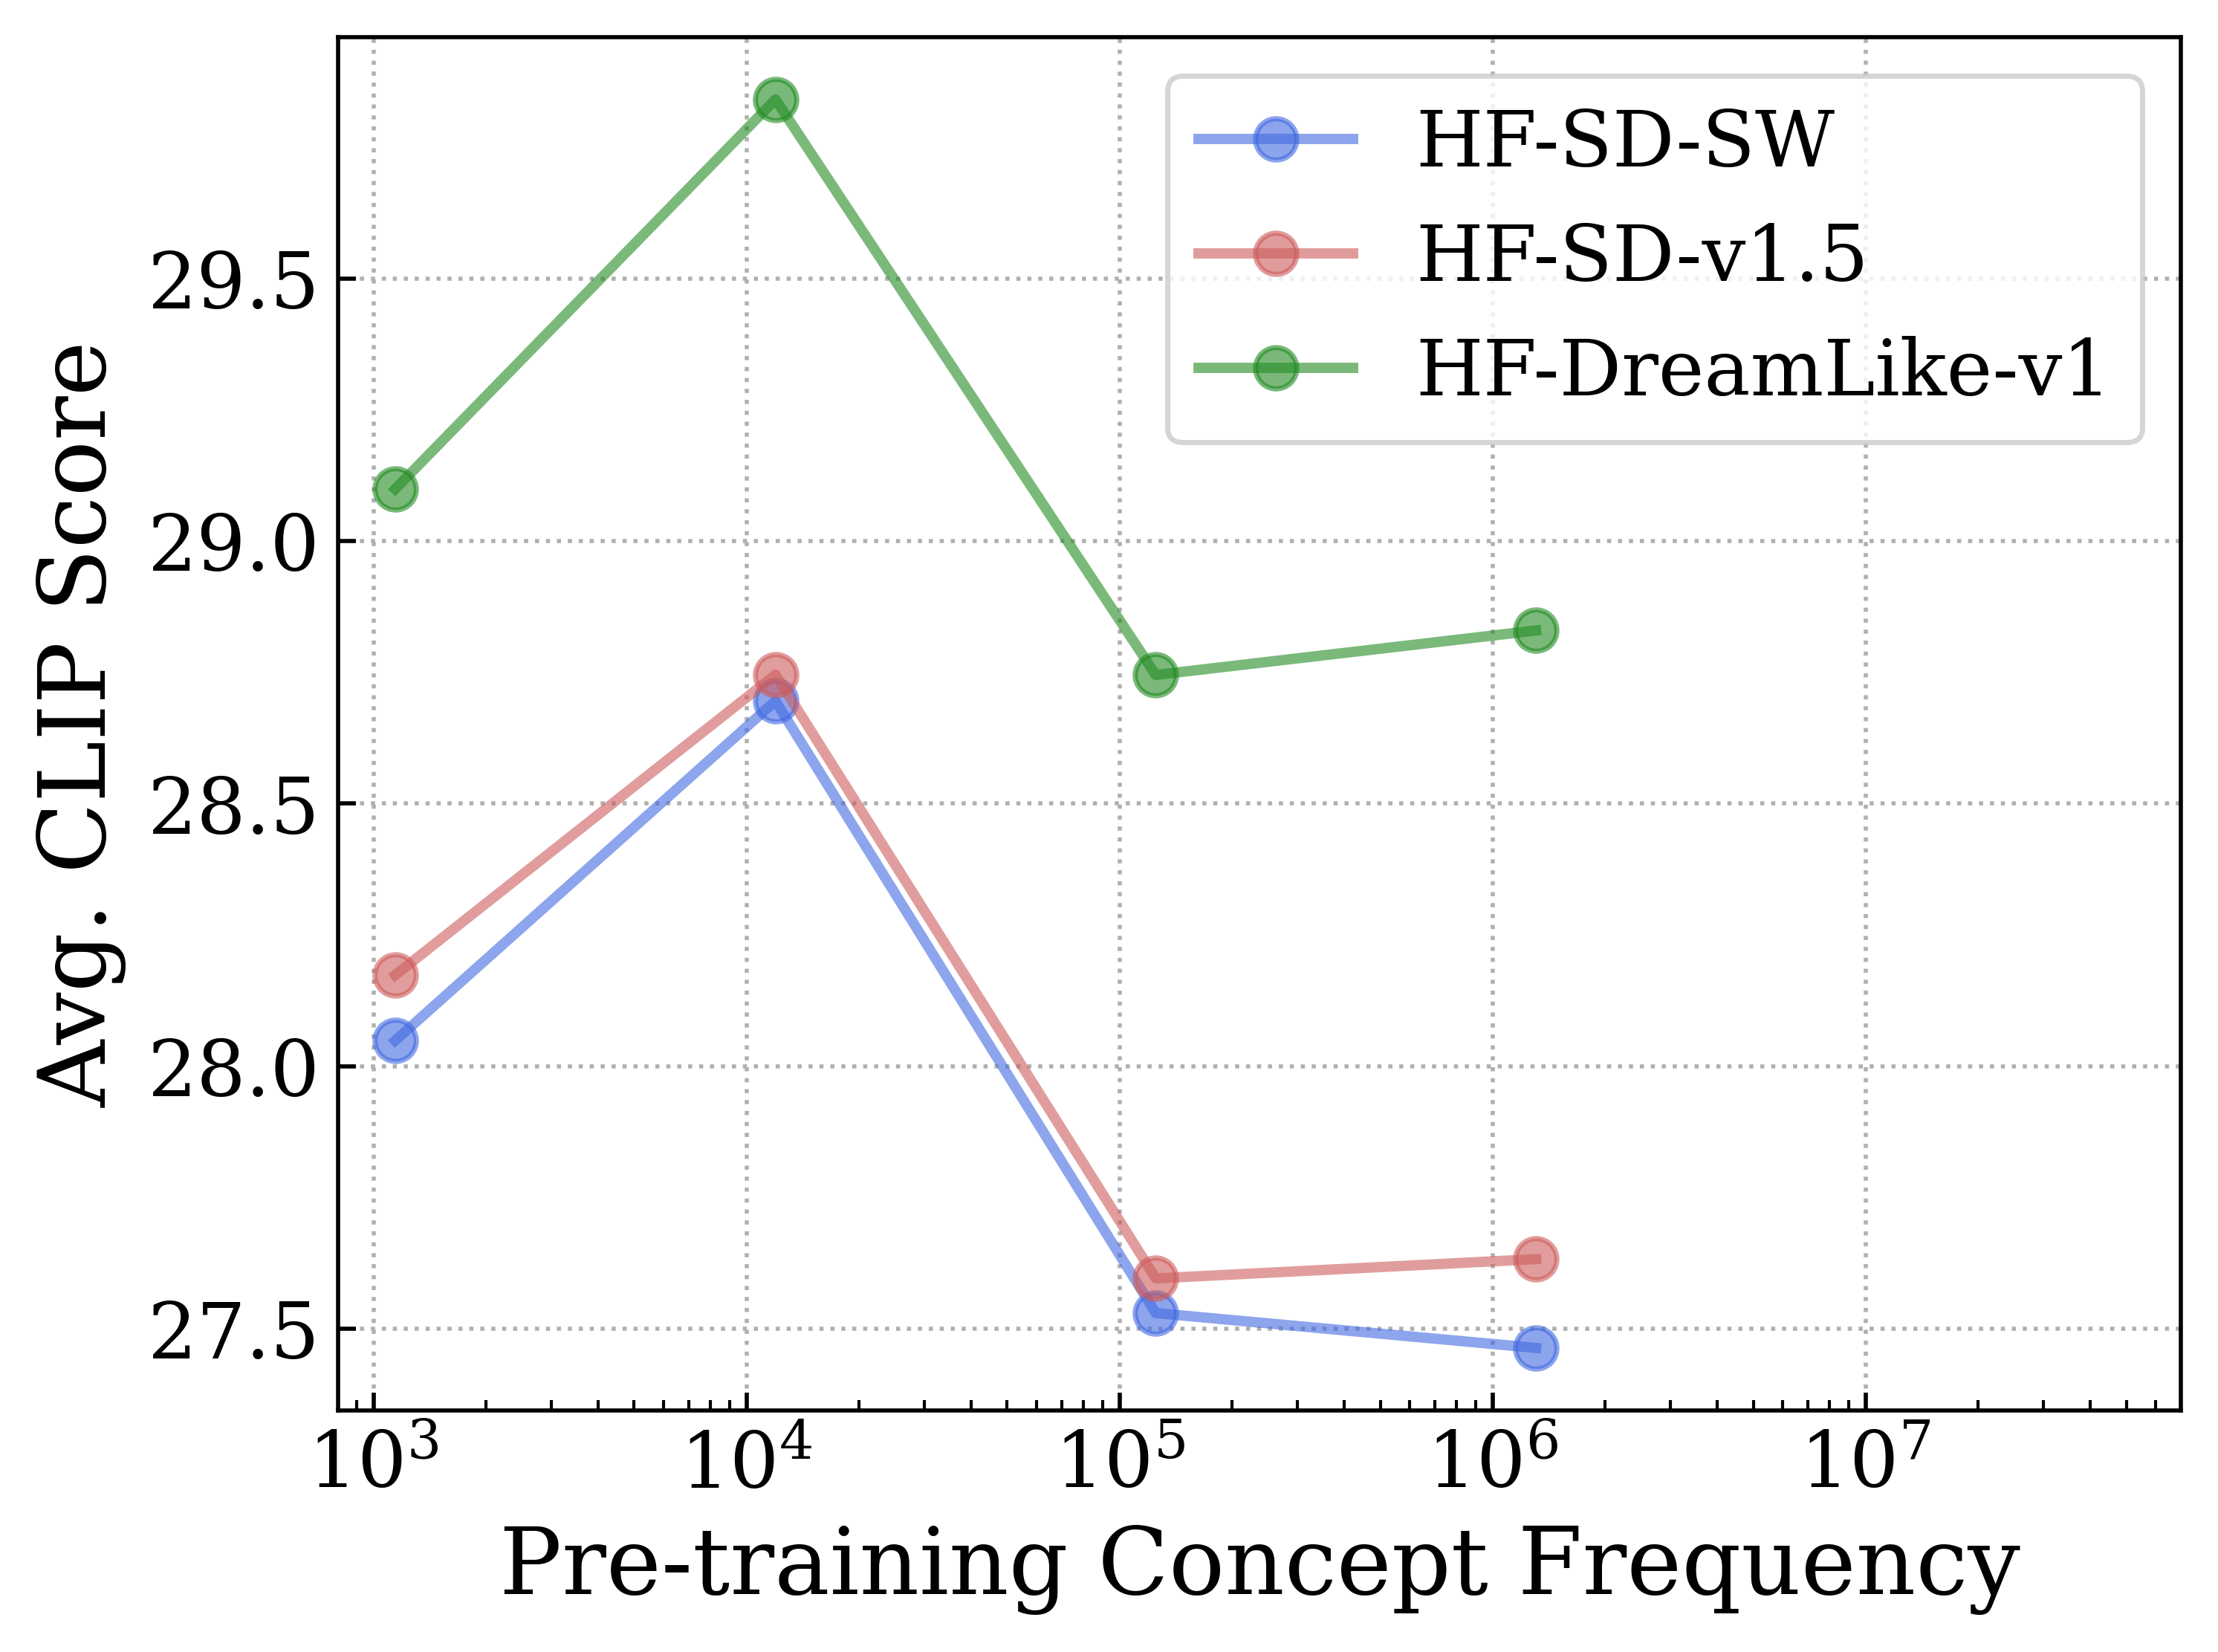 HF-SD-SW
HF-SD-v1.5
HF-DreamLike-v1
Avg. CLIP Score
29.5
29.0
28.5
28.0
27.5
10³ 10⁴ 10⁵ 10⁶ 10⁷
Pre-training Concept Frequency